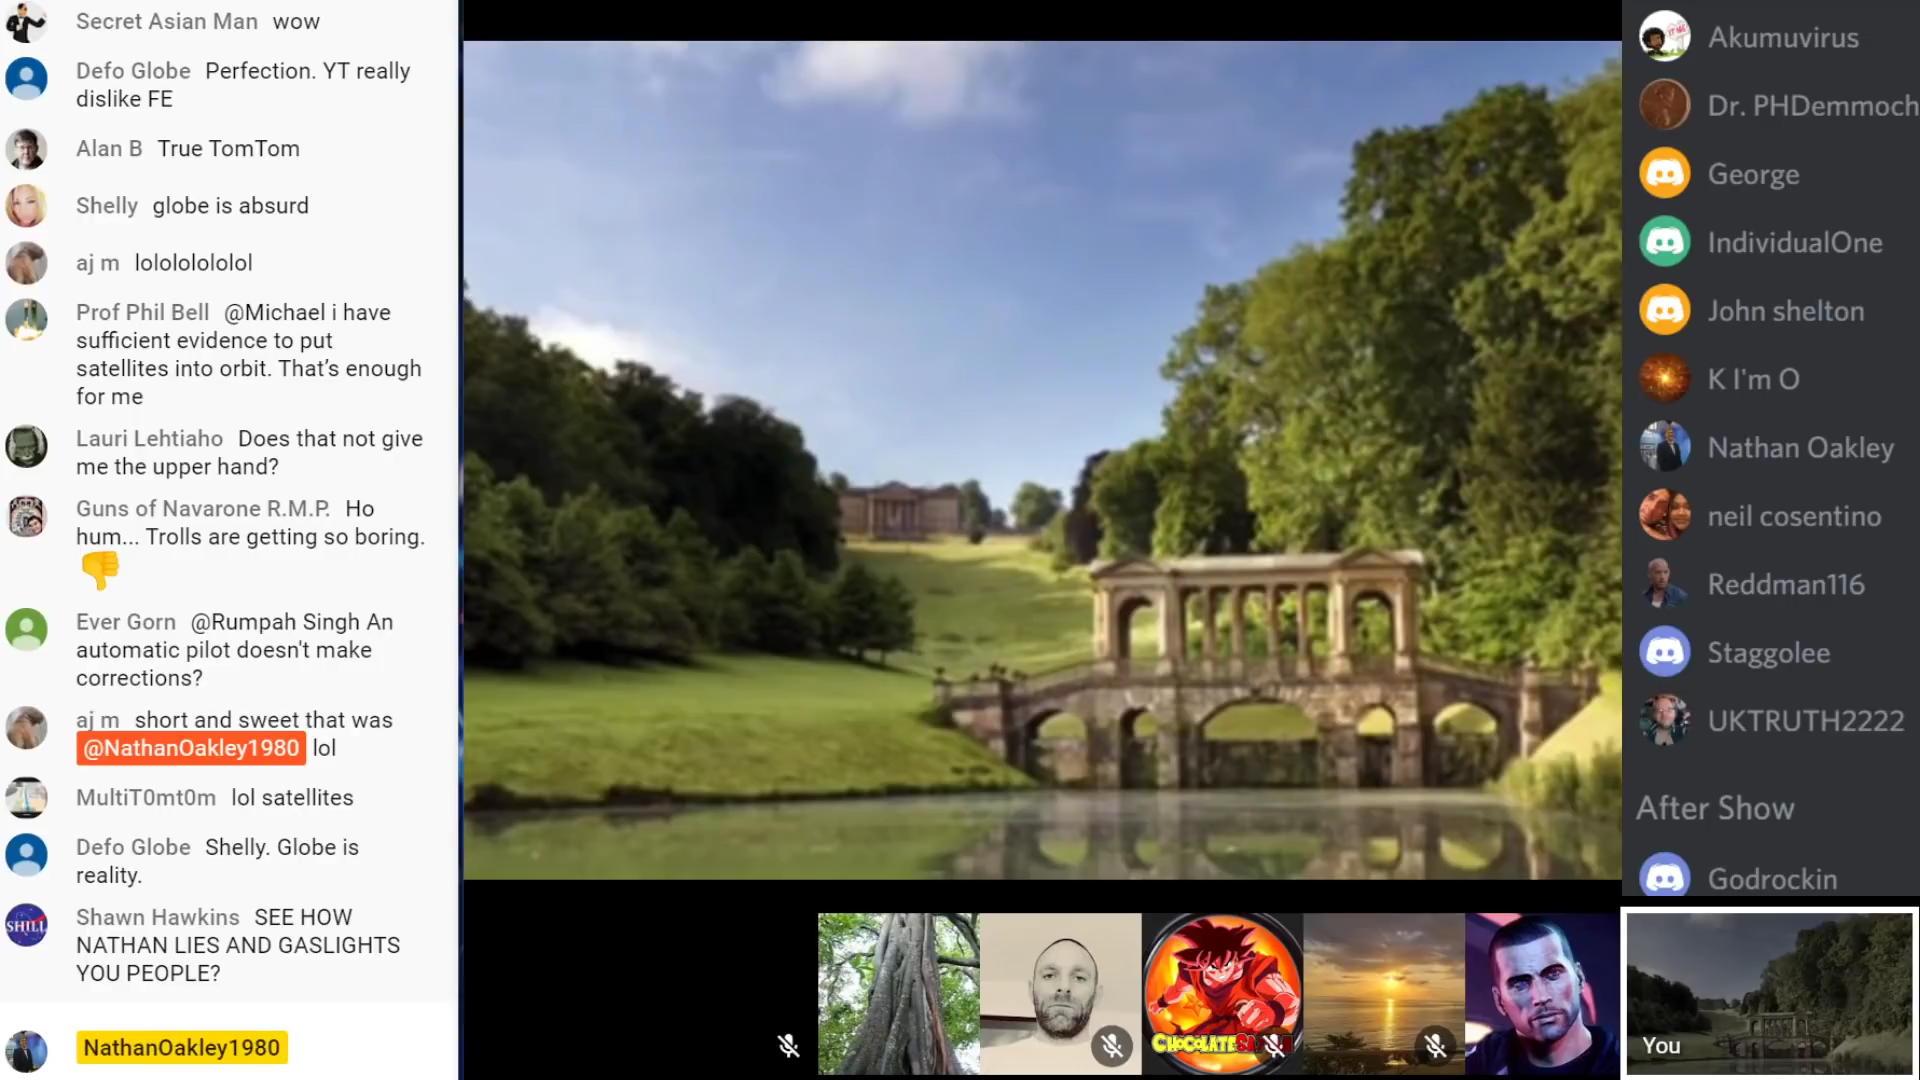 Secret Asian Man wow
Defo Globe Perfection. YT really
dislike FE
Alan B True TomTom
Shelly globe is absurd
aj m lolololololol
Prof Phil Bell @Michael i have
sufficient evidence to put
satellites into orbit. That’s enough
for me
Lauri Lehtiaho Does that not give
me the upper hand?
Guns of Navarone R.M.P. Ho
hum... Trolls are getting so boring.
Ever Gorn @Rumpah Singh An
automatic pilot doesn't make
corrections?
aj m short and sweet that was
@NathanOakley1980 lol
MultiT0mt0m lol satellites
Defo Globe Shelly. Globe is
reality.
SHILL
Shawn Hawkins SEE HOW
NATHAN LIES AND GASLIGHTS
YOU PEOPLE?
NathanOakley1980
Akumuvirus
Dr. PHDemmoch
George
IndividualOne
John shelton
K I'm O
Nathan Oakley
neil cosentino
Reddman116
Staggolee
UKTRUTH2222
After Show
Godrockin
You